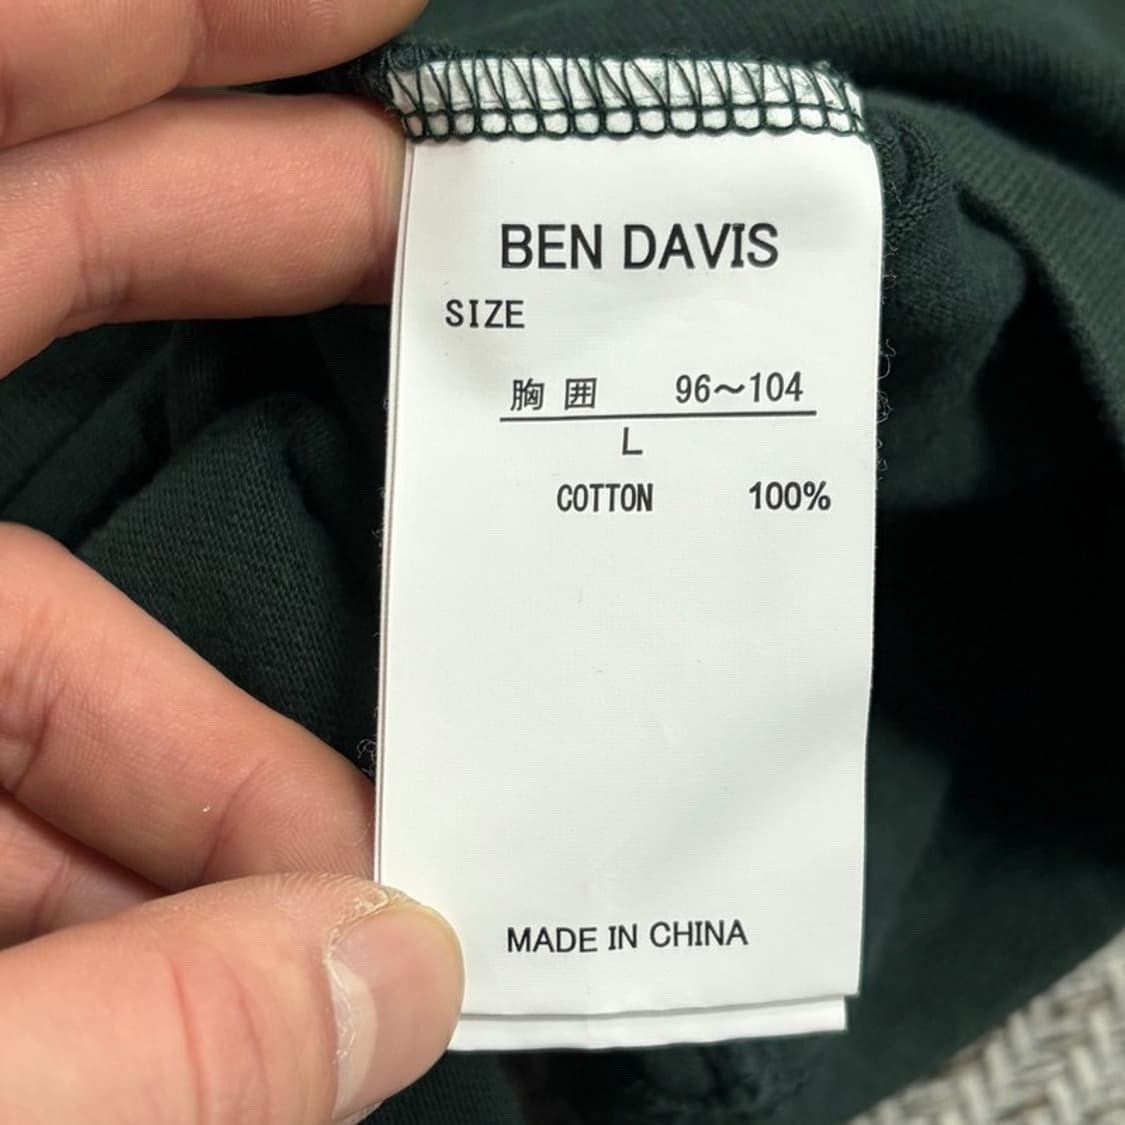 BEN DAVIS
SIZE
胸囲 96～104
L
COTTON 100%
MADE IN CHINA